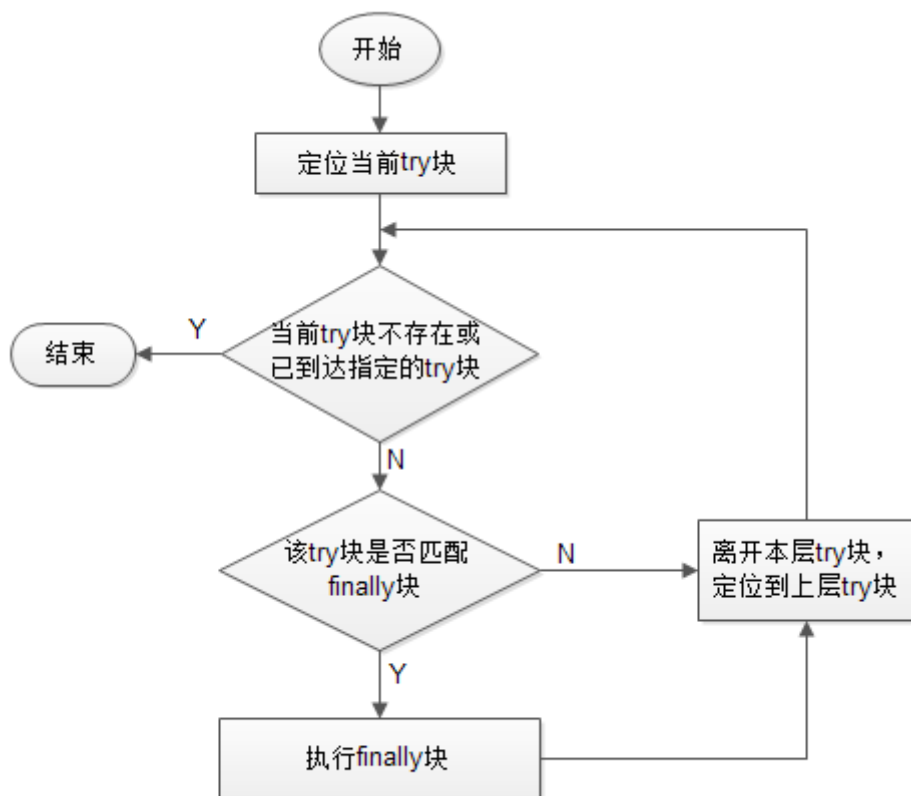 开始
定位当前try块
当前try块不存在或
已到达指定的try块
Y
结束
N
该try块是否匹配
finally块
N
离开本层try块，
定位到上层try块
Y
执行finally块